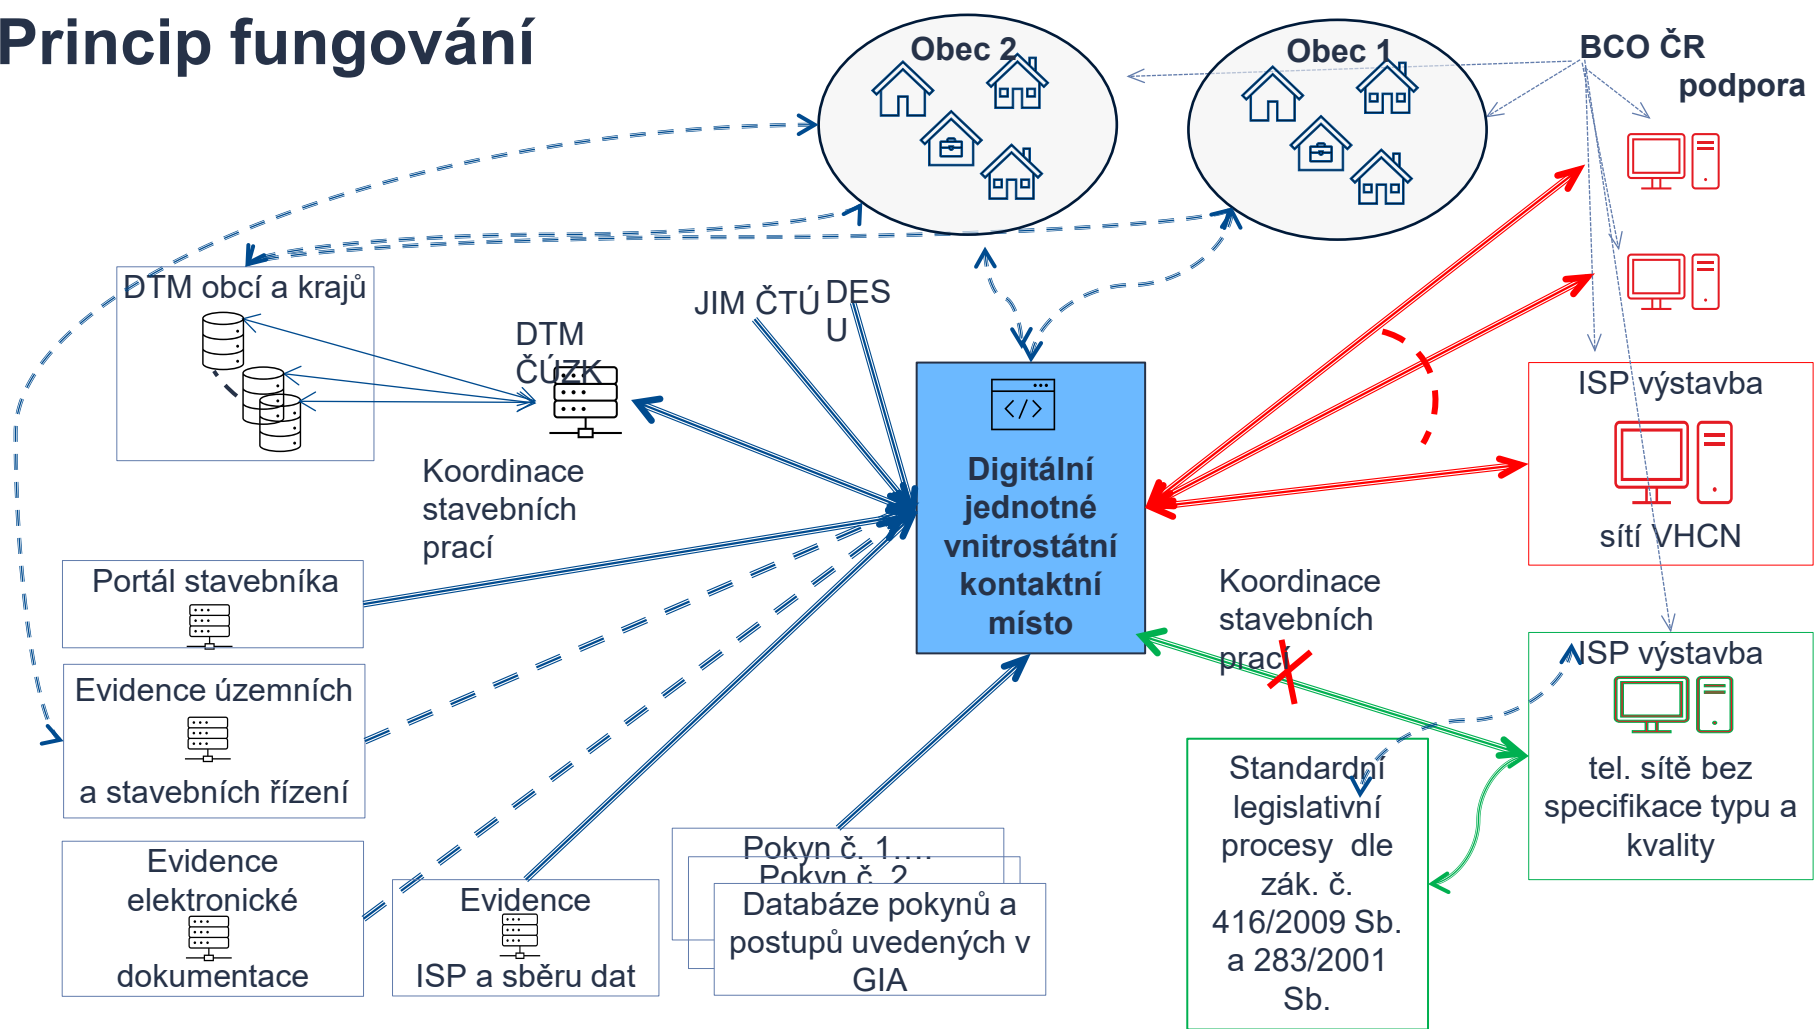 Princip fungování
Obec 2
Obec 1
BCO ČR
podpora
DTM obcí a krajů
DTM
ČÚZK
JIM ČTÚ
DES
U
Koordinace
stavebních
prací
Digitální
jednotné
vnitrostátní
kontaktní
místo
</>
ISP výstavba
sítí VHCN
Portál stavebníka
Koordinace
stavebních
prací
Evidence územních
a stavebních řízení
ISP výstavba
tel. sítě bez
specifikace typu a
kvality
Standardní
legislativní
procesy dle
zák. č.
416/2009 Sb.
a 283/2001
Sb.
Evidence
elektronické
dokumentace
Evidence
ISP a sběru dat
Pokyn č. 1….
Pokyn č. 2
Databáze pokynů a
postupů uvedených v
GIA